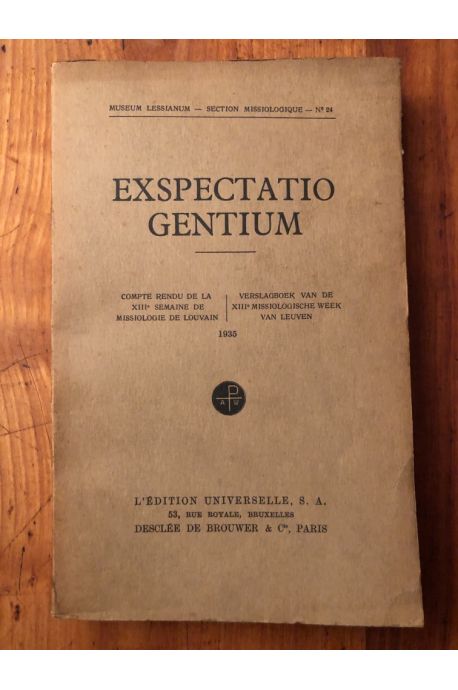 MUSEUM LESSIANUM — SECTION MISSIOLOGIQUE — Nº 24
EXSPECTATIO
GENTIUM
COMPTE RENDU DE LA
XIIIe SEMAINE DE
MISSIOLOGIE DE LOUVAIN
VERSLAGBOEK VAN DE
XIIIe MISSIOLOGISCHE WEEK
VAN LEUVEN
1935
A W
L'ÉDITION UNIVERSELLE, S. A.
53, RUE ROYALE, BRUXELLES
DESCLÉE DE BROUWER & Cie, PARIS